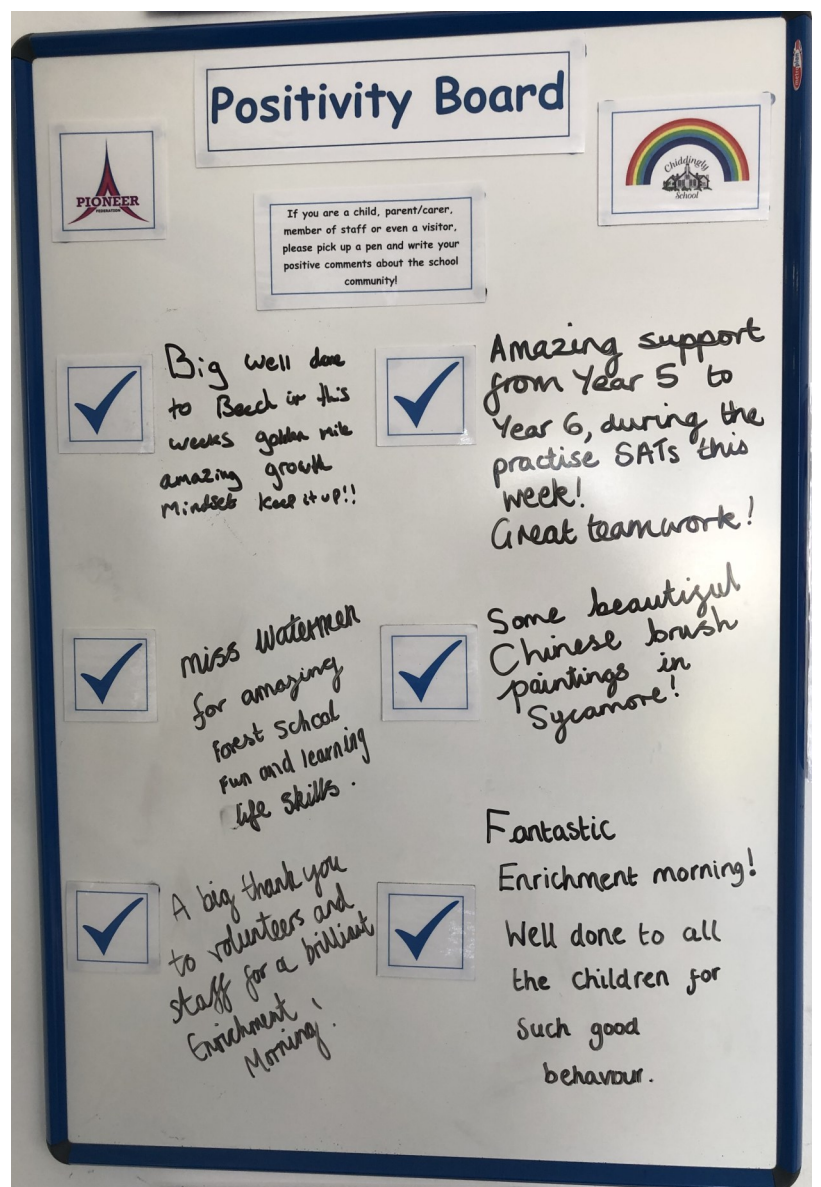 Positivity Board
PIONEER
FEDERATION
Chiddingly
School
If you are a child, parent/carer,
member of staff or even a visitor,
please pick up a pen and write your
positive comments about the school
community!
Big well done
to Beech in this
weeks golden mile
amazing growth
Mindsets keep it up!!
Amazing support
from Year 5 to
Year 6, during the
practise SATs this
week!
Great teamwork!
Miss Watermen
for amazing
Forest School
Fun and learning
life skills.
Some beautiful
Chinese brush
paintings in
Sycamore!
A big thank you
to volunteers and
staff for a brilliant
Enrichment
Morning!
Fantastic
Enrichment morning!
Well done to all
the children for
Such good
behavour.